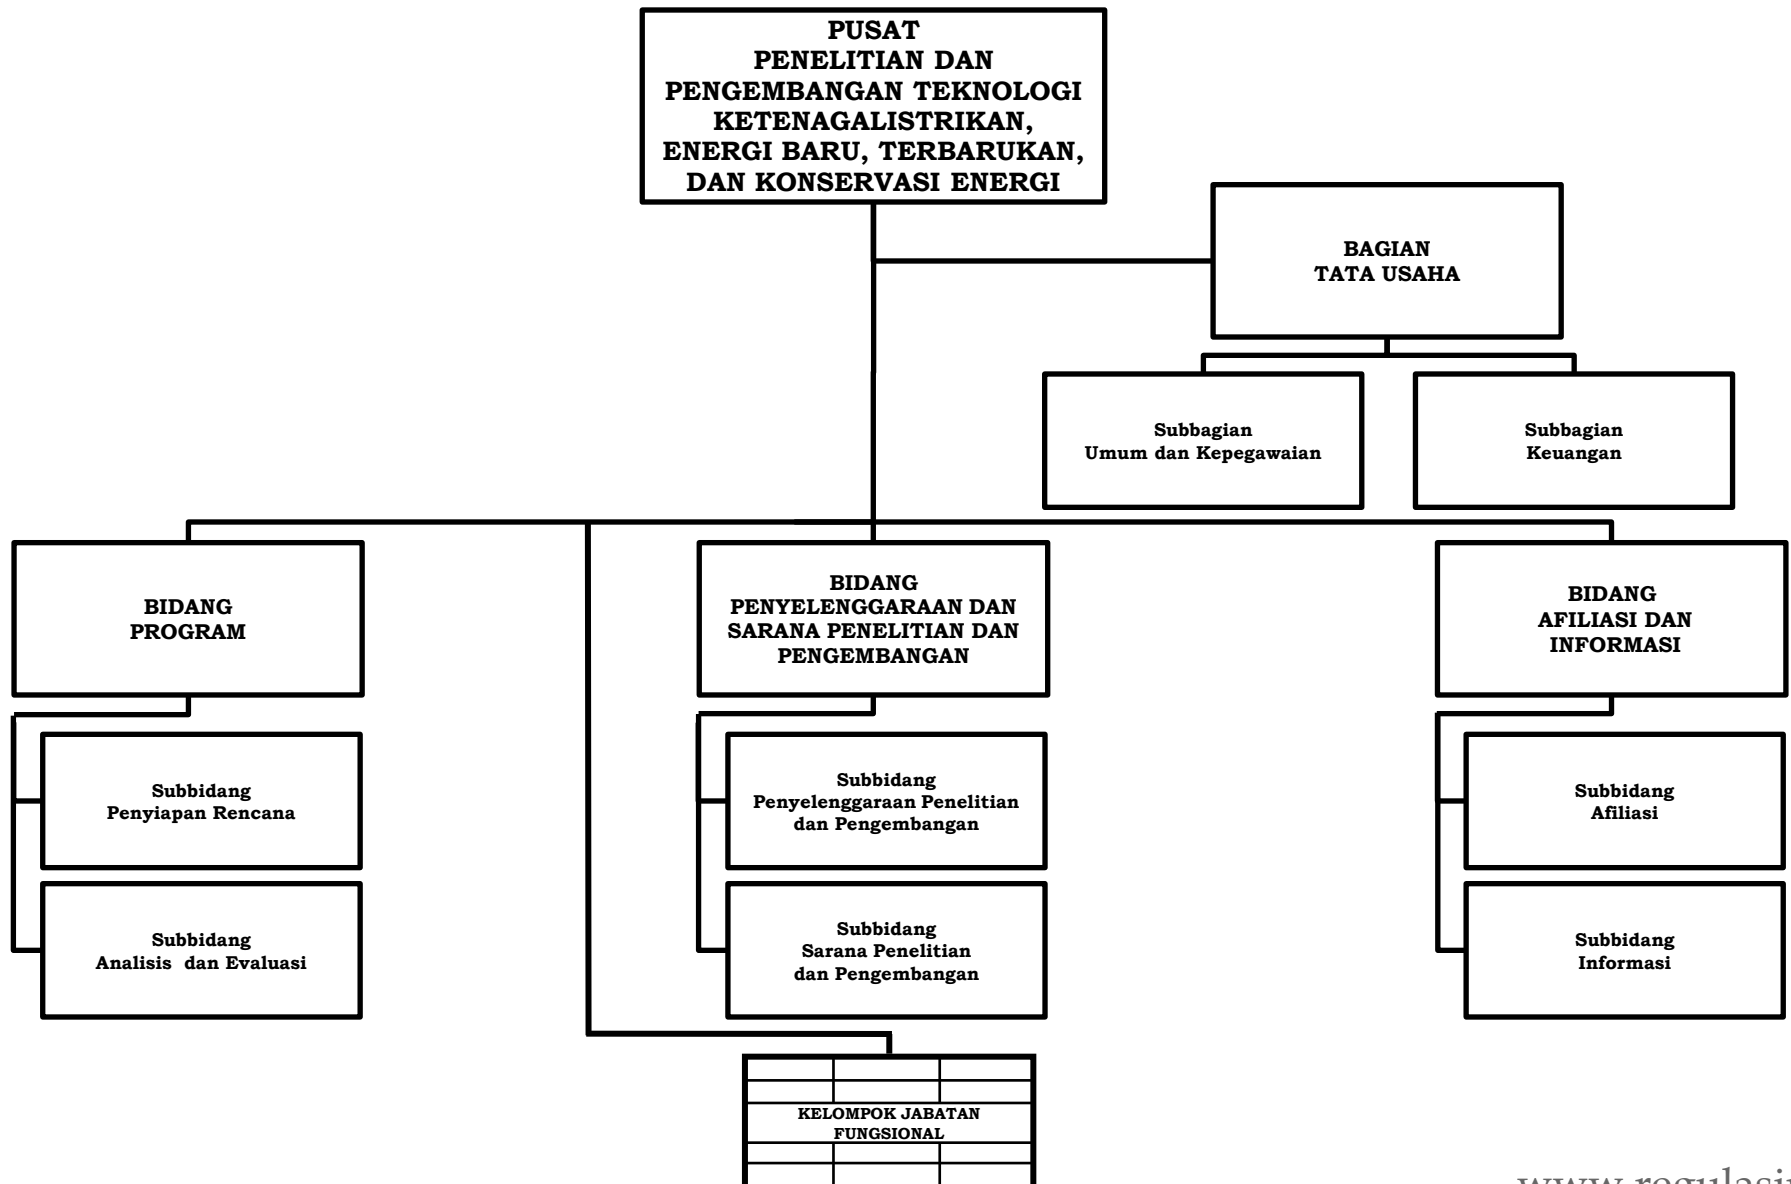 PUSAT
PENELITIAN DAN
PENGEMBANGAN TEKNOLOGI
KETENAGALISTRIKAN,
ENERGI BARU, TERBARUKAN,
DAN KONSERVASI ENERGI
BAGIAN
TATA USAHA
Subbagian
Umum dan Kepegawaian
Subbagian
Keuangan
BIDANG
PROGRAM
BIDANG
PENYELENGGARAAN DAN
SARANA PENELITIAN DAN
PENGEMBANGAN
BIDANG
AFILIASI DAN
INFORMASI
Subbidang
Penyiapan Rencana
Subbidang
Penyelenggaraan Penelitian
dan Pengembangan
Subbidang
Afiliasi
Subbidang
Analisis dan Evaluasi
Subbidang
Sarana Penelitian
dan Pengembangan
Subbidang
Informasi
KELOMPOK JABATAN
FUNGSIONAL